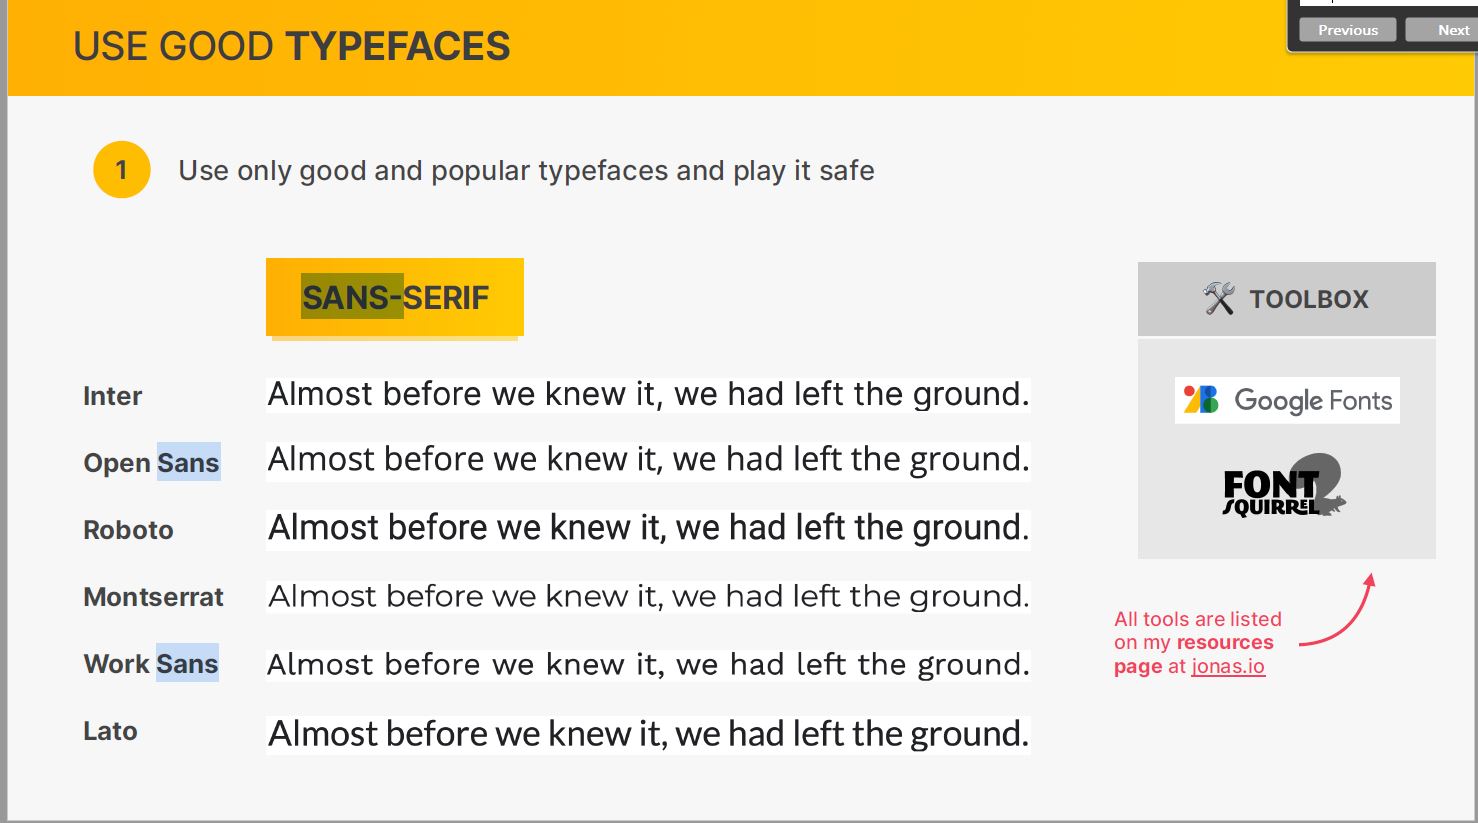 USE GOOD TYPEFACES
Previous
Next
1
Use only good and popular typefaces and play it safe
SANS-SERIF
TOOLBOX
Inter
Almost before we knew it, we had left the ground.
Google Fonts
Open Sans
Almost before we knew it, we had left the ground.
FONT
SQUIRREL
Roboto
Almost before we knew it, we had left the ground.
Montserrat
Almost before we knew it, we had left the ground.
Work Sans
Almost before we knew it, we had left the ground.
Lato
Almost before we knew it, we had left the ground.
All tools are listed
on my resources
page at jonas.io